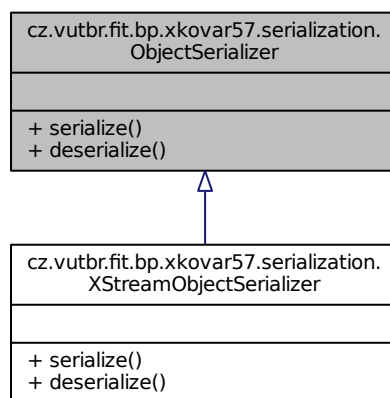 cz.vutbr.fit.bp.xkovar57.serialization.
ObjectSerializer
+ serialize()
+ deserialize()
cz.vutbr.fit.bp.xkovar57.serialization.
XStreamObjectSerializer
+ serialize()
+ deserialize()